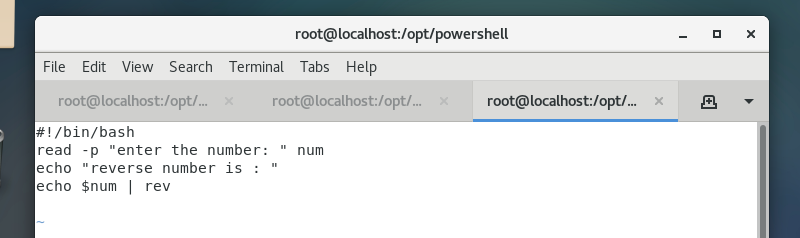 root@localhost:/opt/powershell
File Edit View Search Terminal Tabs Help
root@localhost:/opt/... root@localhost:/opt/... root@localhost:/opt/...
#!/bin/bash
read -p "enter the number: " num
echo "reverse number is : "
echo $num | rev
~